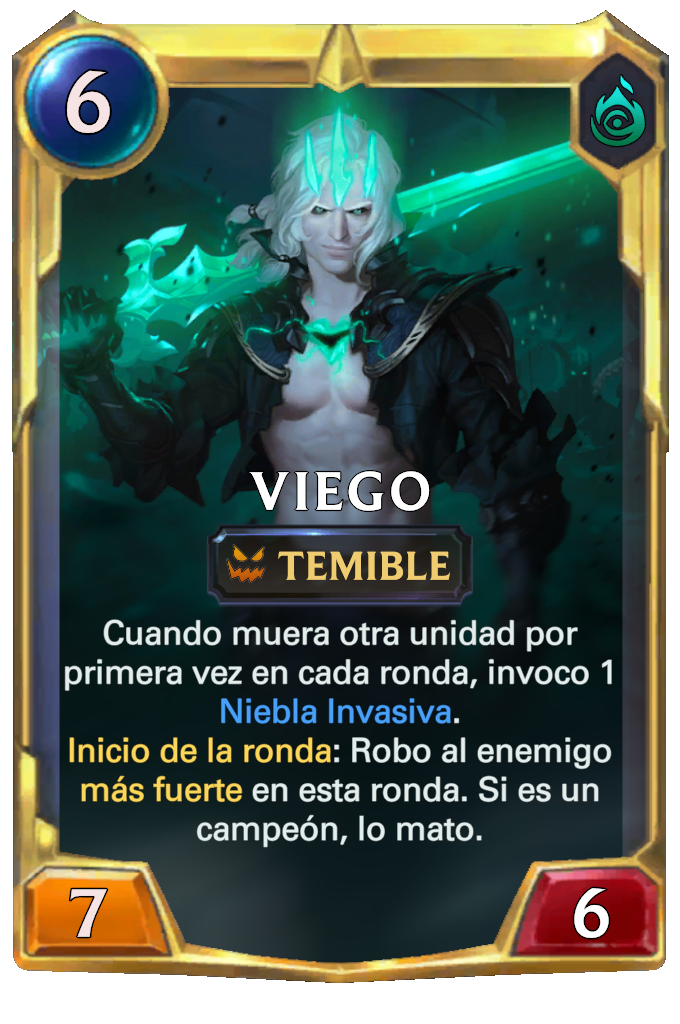 6
VIEGO
TEMIBLE
Cuando muera otra unidad por
primera vez en cada ronda, invoco 1
Niebla Invasiva.
Inicio de la ronda: Robo al enemigo
más fuerte en esta ronda. Si es un
campeón, lo mato.
7
6